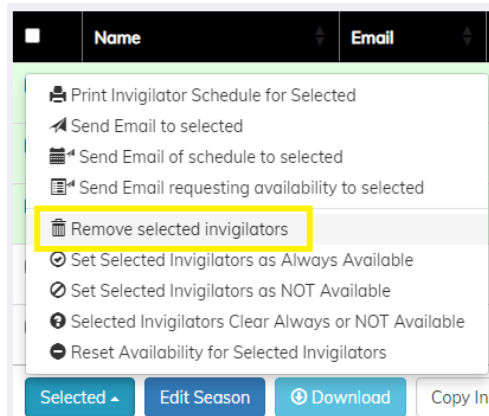 Name Email
Print Invigilator Schedule for Selected
Send Email to selected
Send Email of schedule to selected
Send Email requesting availability to selected
Remove selected invigilators
Set Selected Invigilators as Always Available
Set Selected Invigilators as NOT Available
Selected Invigilators Clear Always or NOT Available
Reset Availability for Selected Invigilators
Selected Edit Season Download Copy In